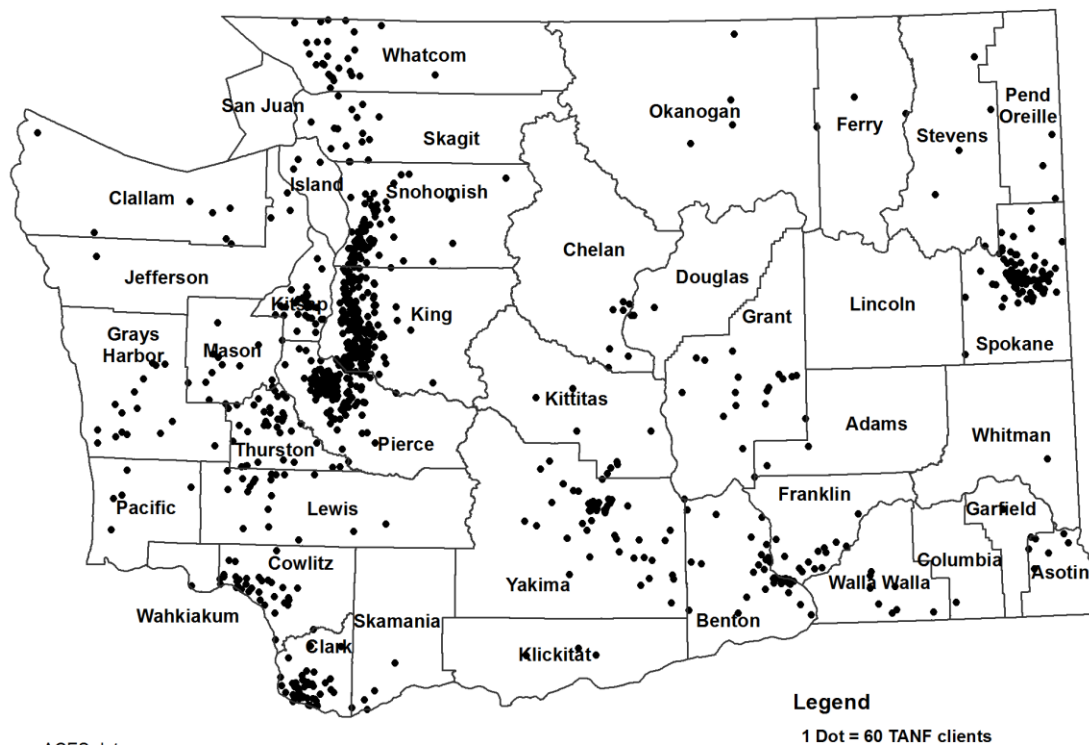 Whatcom
San Juan
Skagit
Okanogan
Ferry
Stevens
Pend
Oreille
Island
Snohomish
Clallam
Chelan
Douglas
Jefferson
Kitsap
King
Lincoln
Grant
Grays
Harbor
Mason
Spokane
Kittitas
Adams
Thurston
Pierce
Whitman
Pacific
Lewis
Franklin
Garfield
Cowlitz
Columbia
Asotin
Yakima
Walla Walla
Wahkiakum
Skamania
Benton
Clark
Klickitat
Legend
1 Dot = 60 TANF clients